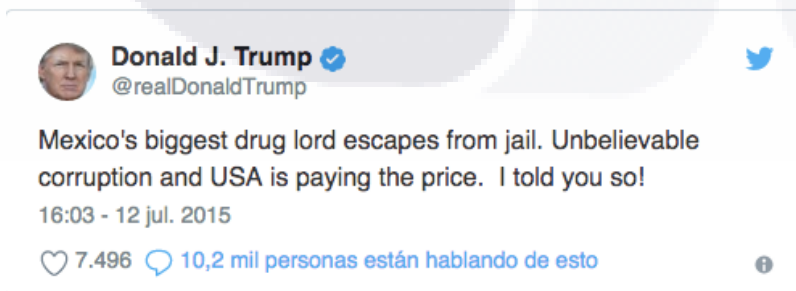 Donald J. Trump
@realDonaldTrump
Mexico's biggest drug lord escapes from jail. Unbelievable
corruption and USA is paying the price.  I told you so!
16:03 - 12 jul. 2015
7.496 10,2 mil personas están hablando de esto